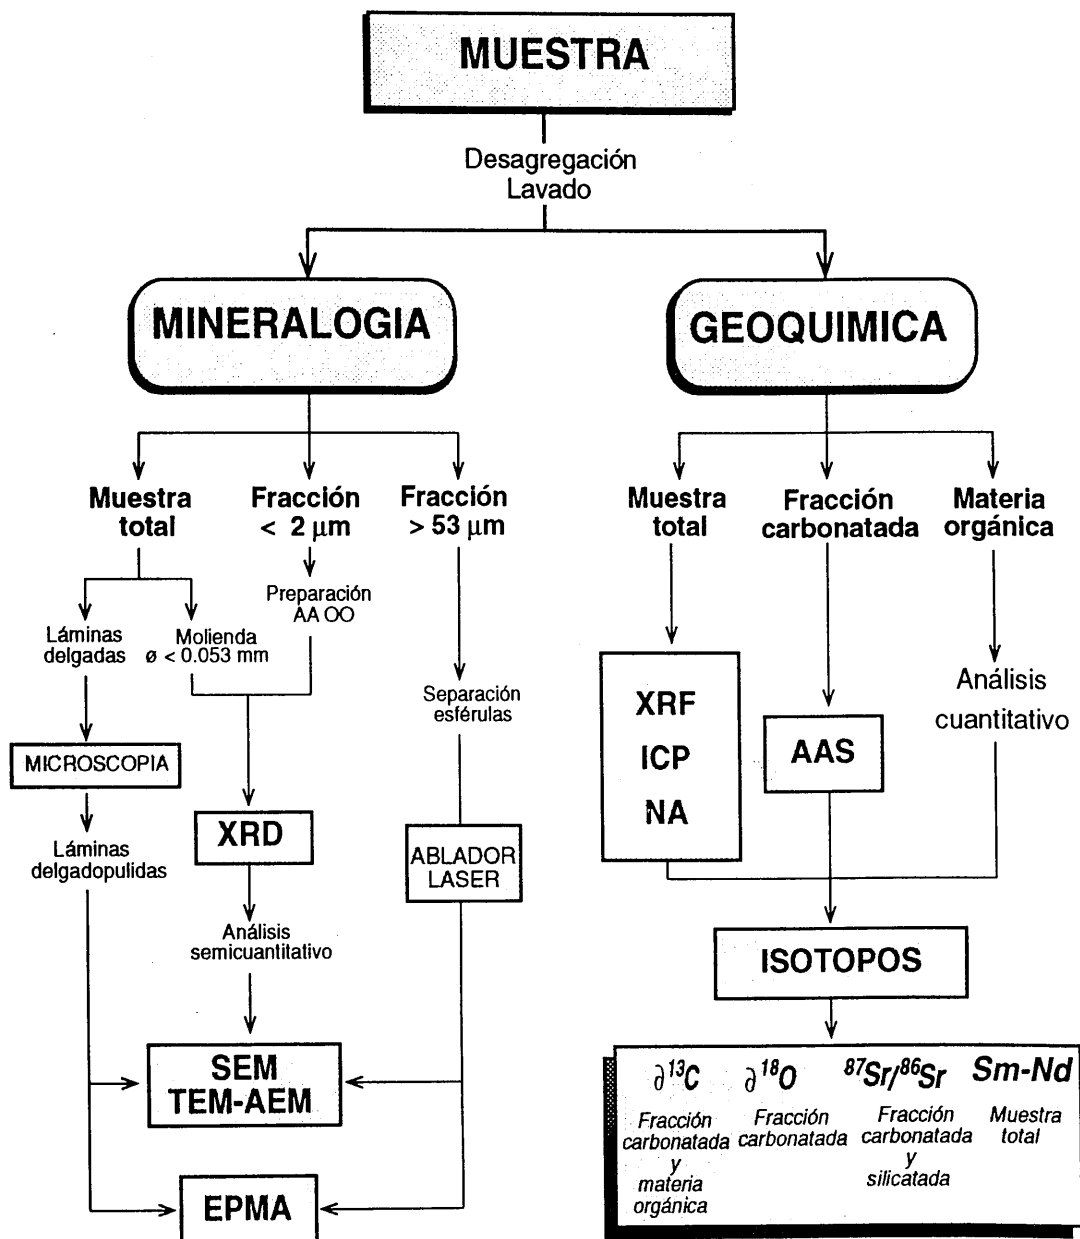 MUESTRA
Desagregación
Lavado
MINERALOGIA
GEOQUIMICA
Muestra
total
Fracción
< 2 μm
Fracción
> 53 μm
Preparación
AA OO
Láminas
delgadas
Molienda
ø < 0.053 mm
Separación
esférulas
MICROSCOPIA
XRD
Láminas
delgadopulidas
ABLADOR
LASER
Análisis
semicuantitativo
SEM
TEM-AEM
EPMA
Muestra
total
Fracción
carbonatada
Materia
orgánica
XRF
ICP
NA
AAS
Análisis
cuantitativo
ISOTOPOS
∂¹³C
Fracción
carbonatada
y
materia
orgánica
∂¹⁸O
Fracción
carbonatada
⁸⁷Sr/⁸⁶Sr
Fracción
carbonatada
y
silicatada
Sm-Nd
Muestra
total